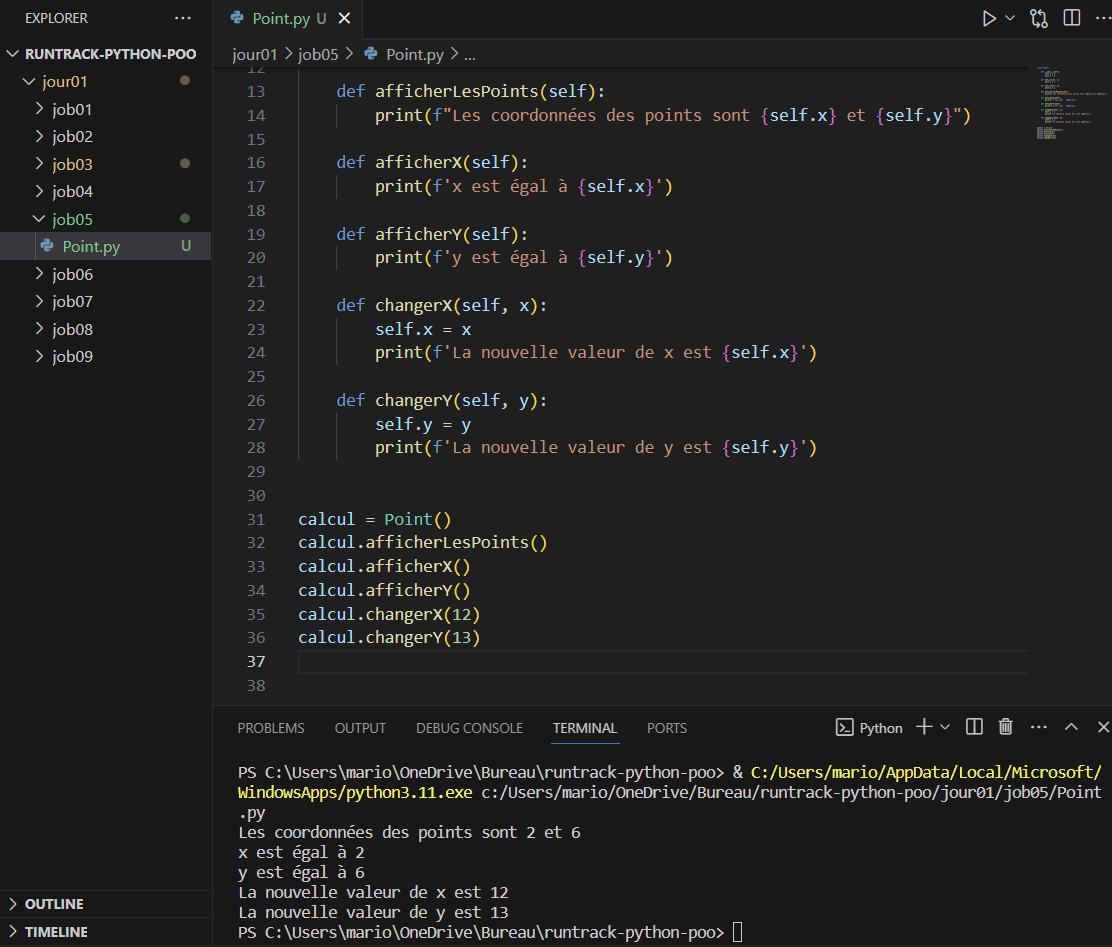 EXPLORER ···
Point.py U ×
RUNTRACK-PYTHON-POO
jour01 > job05 > Point.py > ...
jour01
job01
job02
job03
job04
job05
Point.py U
job06
job07
job08
job09
OUTLINE
TIMELINE
12
13 def afficherLesPoints(self):
14 print(f"Les coordonnées des points sont {self.x} et {self.y}")
15
16 def afficherX(self):
17 print(f'x est égal à {self.x}')
18
19 def afficherY(self):
20 print(f'y est égal à {self.y}')
21
22 def changerX(self, x):
23 self.x = x
24 print(f'La nouvelle valeur de x est {self.x}')
25
26 def changerY(self, y):
27 self.y = y
28 print(f'La nouvelle valeur de y est {self.y}')
29
30
31 calcul = Point()
32 calcul.afficherLesPoints()
33 calcul.afficherX()
34 calcul.afficherY()
35 calcul.changerX(12)
36 calcul.changerY(13)
37
38
PROBLEMS OUTPUT DEBUG CONSOLE TERMINAL PORTS Python
PS C:\Users\mario\OneDrive\Bureau\runtrack-python-poo> & C:/Users/mario/AppData/Local/Microsoft/
WindowsApps/python3.11.exe c:/Users/mario/OneDrive/Bureau/runtrack-python-poo/jour01/job05/Point
.py
Les coordonnées des points sont 2 et 6
x est égal à 2
y est égal à 6
La nouvelle valeur de x est 12
La nouvelle valeur de y est 13
PS C:\Users\mario\OneDrive\Bureau\runtrack-python-poo>